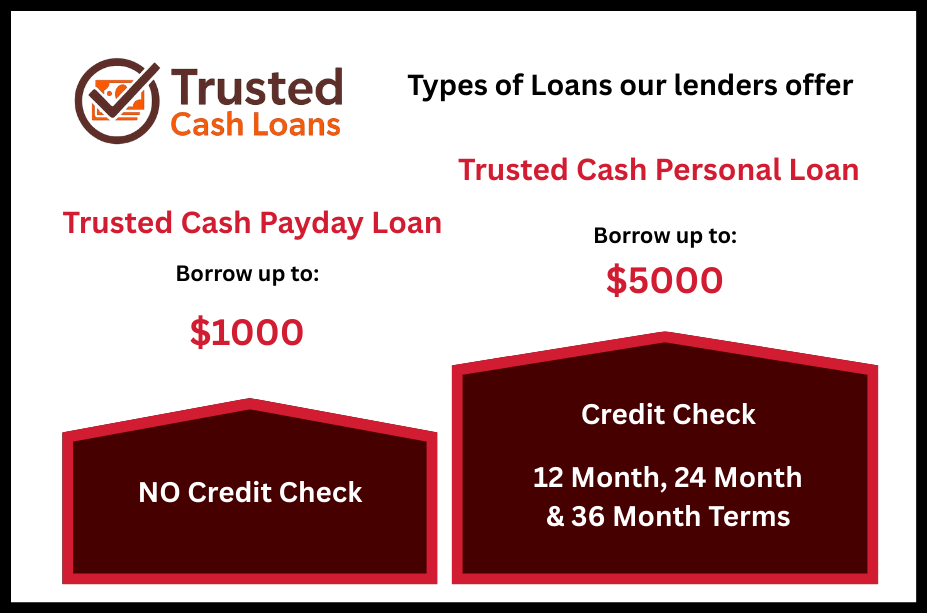 Trusted
Cash Loans
Types of Loans our lenders offer
Trusted Cash Payday Loan
Borrow up to:
$1000
NO Credit Check
Trusted Cash Personal Loan
Borrow up to:
$5000
Credit Check
12 Month, 24 Month
& 36 Month Terms